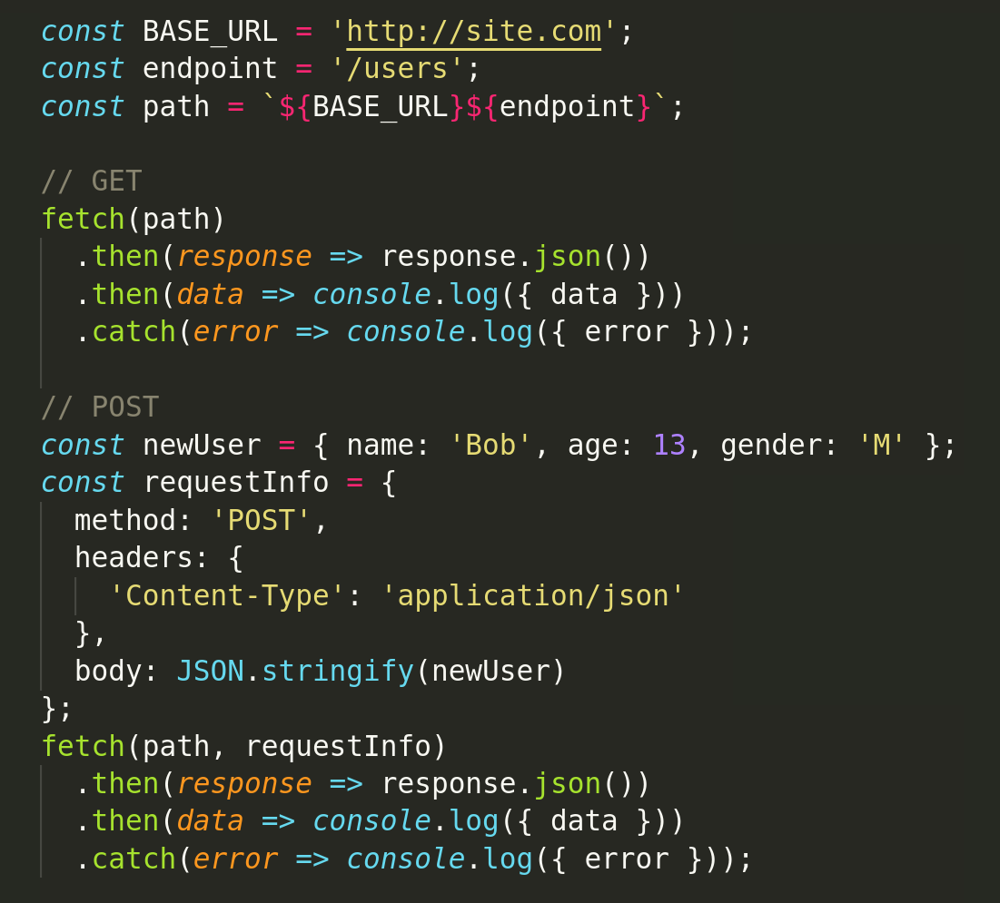 const BASE_URL = 'http://site.com';
const endpoint = '/users';
const path = `${BASE_URL}${endpoint}`;

// GET
fetch(path)
  .then(response => response.json())
  .then(data => console.log({ data }))
  .catch(error => console.log({ error }));

// POST
const newUser = { name: 'Bob', age: 13, gender: 'M' };
const requestInfo = {
  method: 'POST',
  headers: {
    'Content-Type': 'application/json'
  },
  body: JSON.stringify(newUser)
};
fetch(path, requestInfo)
  .then(response => response.json())
  .then(data => console.log({ data }))
  .catch(error => console.log({ error }));